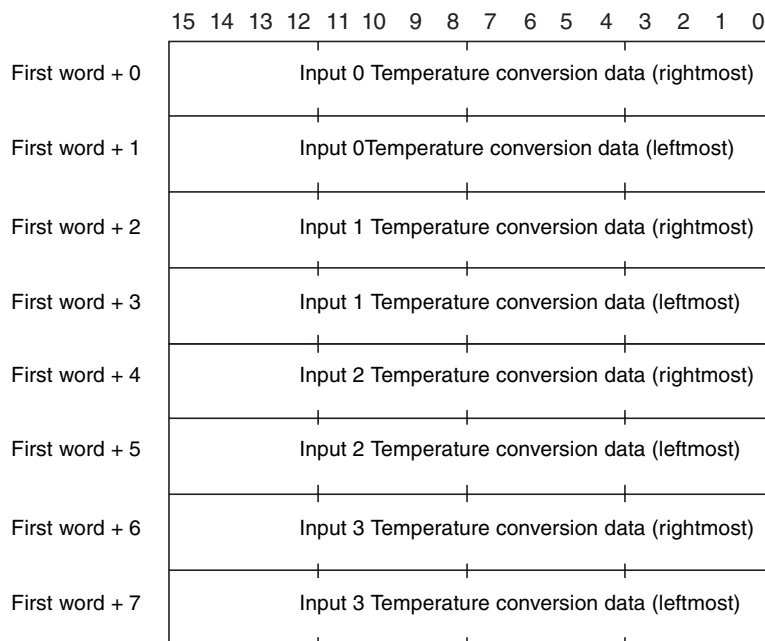 15 14 13 12 11 10 9 8 7 6 5 4 3 2 1 0
First word + 0 Input 0 Temperature conversion data (rightmost)
First word + 1 Input 0Temperature conversion data (leftmost)
First word + 2 Input 1 Temperature conversion data (rightmost)
First word + 3 Input 1 Temperature conversion data (leftmost)
First word + 4 Input 2 Temperature conversion data (rightmost)
First word + 5 Input 2 Temperature conversion data (leftmost)
First word + 6 Input 3 Temperature conversion data (rightmost)
First word + 7 Input 3 Temperature conversion data (leftmost)